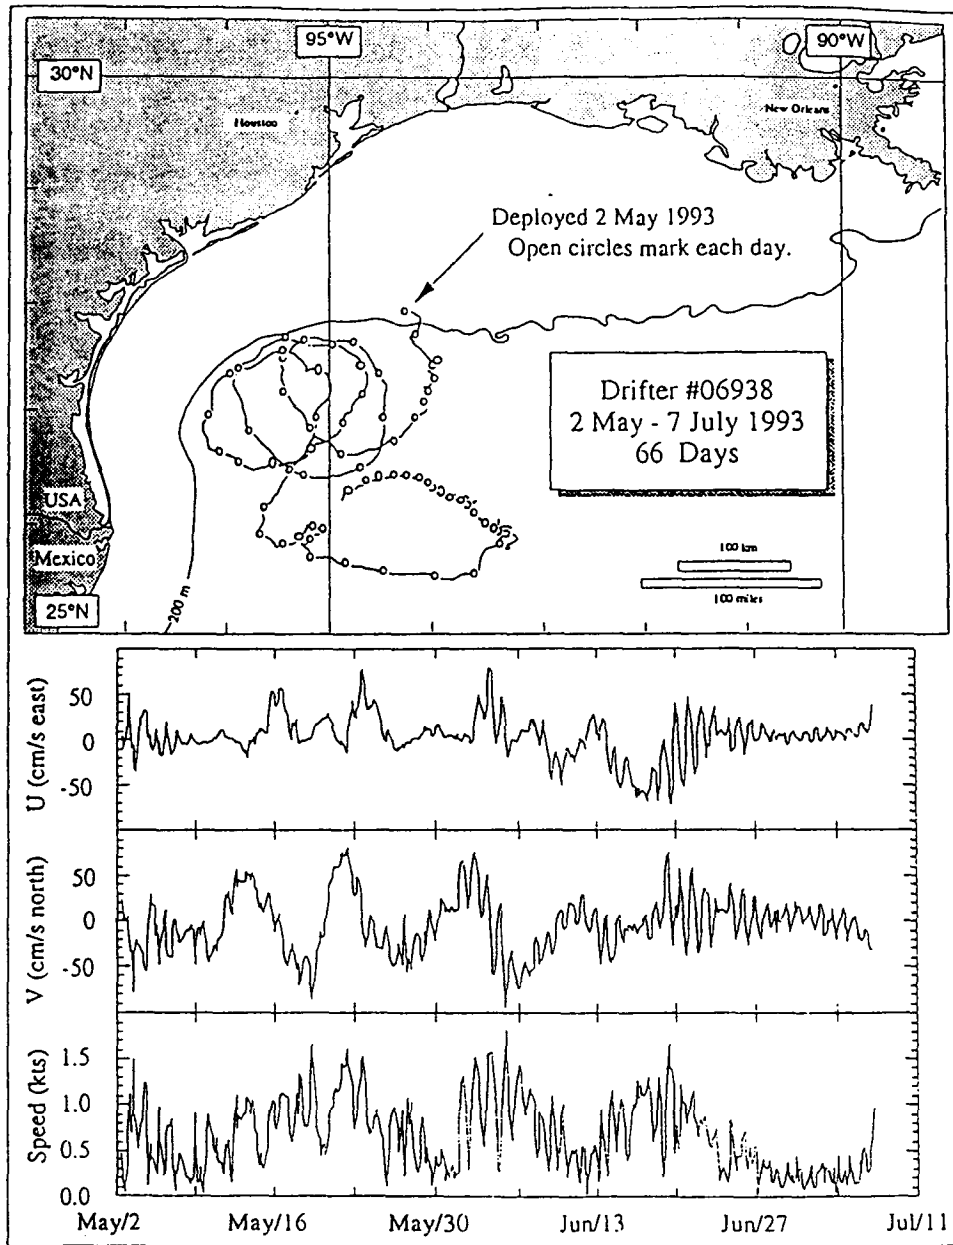 95°W
90°W
30°N
Houston
New Orleans
Deployed 2 May 1993
Open circles mark each day.
Drifter #06938
2 May - 7 July 1993
66 Days
USA
Mexico
100 km
100 miles
25°N
200 m
U (cm/s east)
50
0
-50
V (cm/s north)
50
0
-50
Speed (kts)
1.5
1.0
0.5
0.0
May/2
May/16
May/30
Jun/13
Jun/27
Jul/11